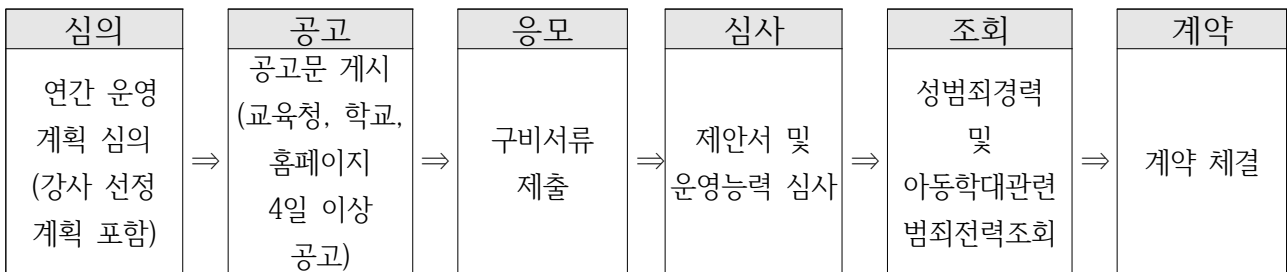 심의
연간 운영
계획 심의
(강사 선정
계획 포함)
⇒
공고
공고문 게시
(교육청, 학교,
홈페이지
4일 이상
공고)
⇒
응모
구비서류
제출
⇒
심사
제안서 및
운영능력 심사
⇒
조회
성범죄경력
및
아동학대관련
범죄전력조회
⇒
계약
계약 체결